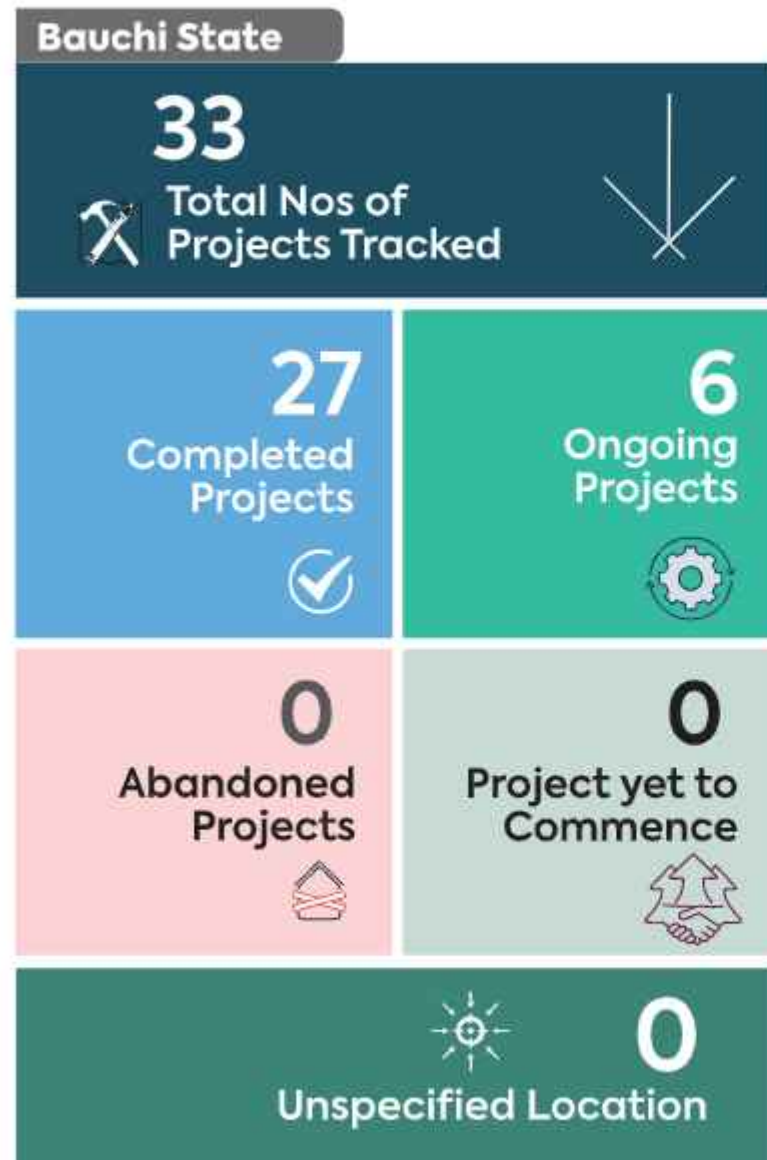 Bauchi State
33
Total Nos of
Projects Tracked
27
Completed
Projects
6
Ongoing
Projects
0
Abandoned
Projects
0
Project yet to
Commence
0
Unspecified Location